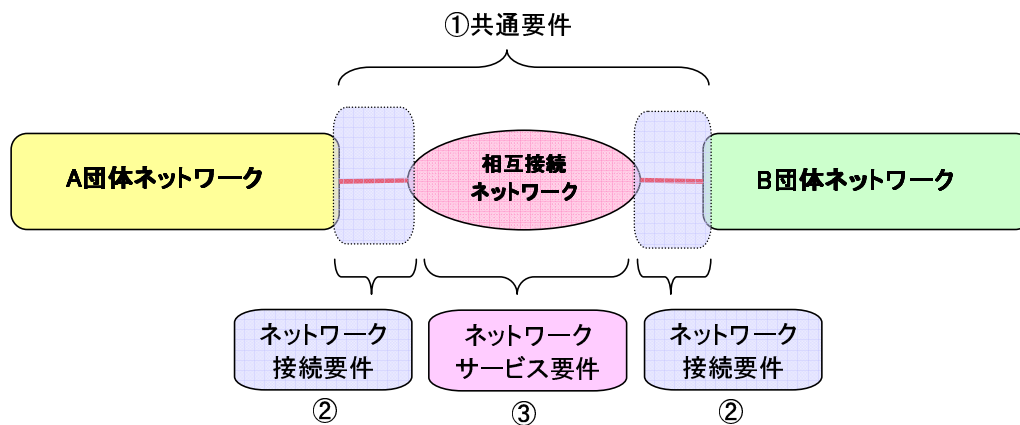 ①共通要件
A団体ネットワーク
相互接続
ネットワーク
B団体ネットワーク
ネットワーク
接続要件
②
ネットワーク
サービス要件
③
ネットワーク
接続要件
②